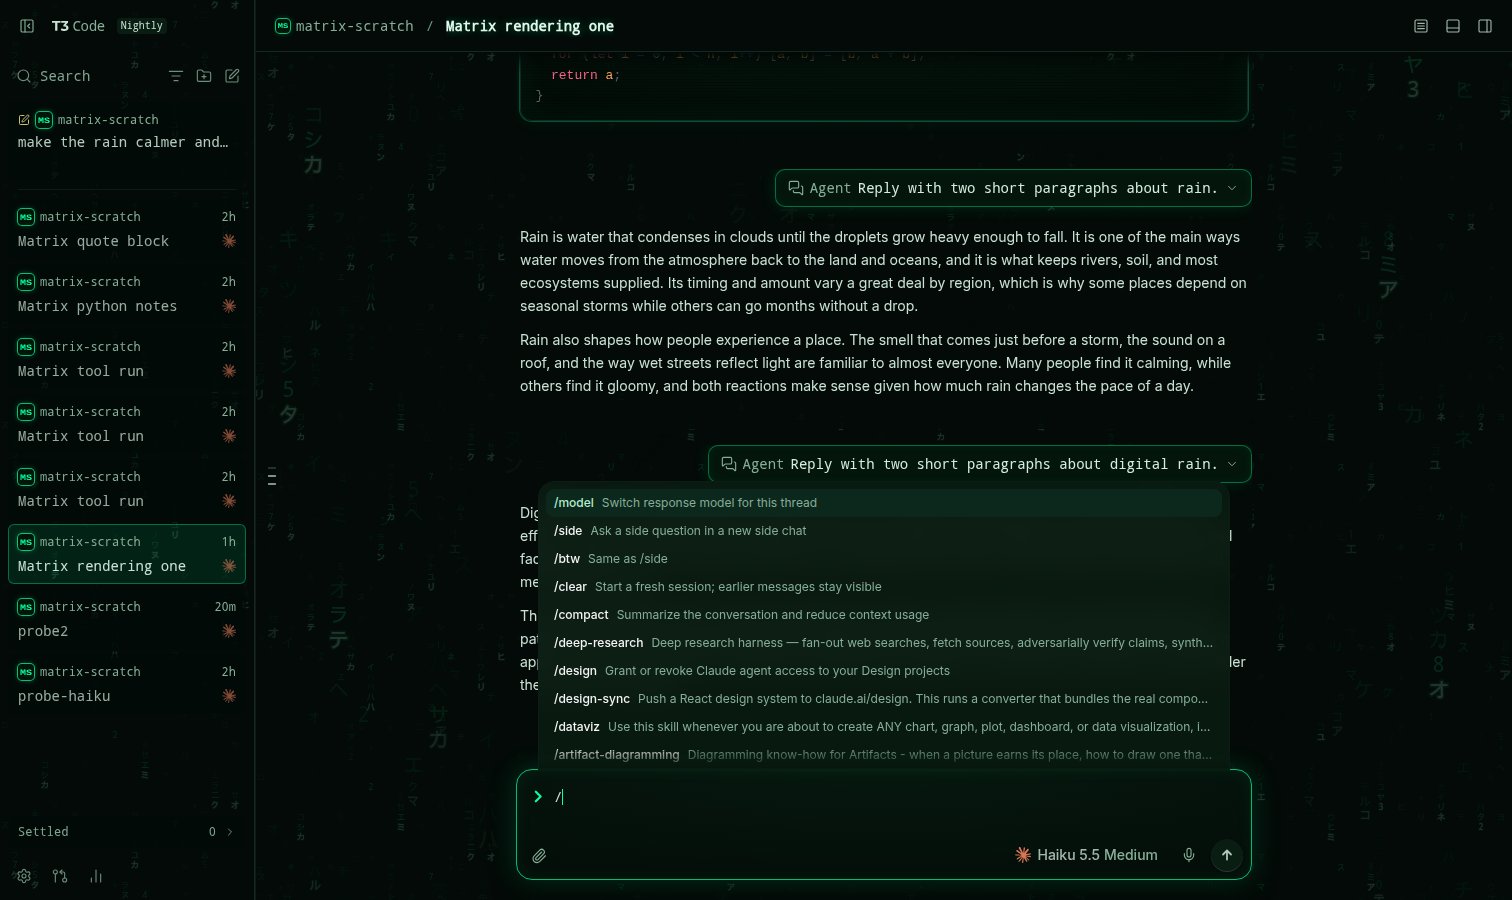 T3 Code Nightly
Search
MS matrix-scratch
make the rain calmer and…
MS matrix-scratch 2h
Matrix quote block
MS matrix-scratch 2h
Matrix python notes
MS matrix-scratch 2h
Matrix tool run
MS matrix-scratch 2h
Matrix tool run
MS matrix-scratch 2h
Matrix tool run
MS matrix-scratch 1h
Matrix rendering one
MS matrix-scratch 20m
probe2
MS matrix-scratch 2h
probe-haiku
Settled 0
MS matrix-scratch / Matrix rendering one
return a;
}
Agent Reply with two short paragraphs about rain.
Rain is water that condenses in clouds until the droplets grow heavy enough to fall. It is one of the main ways
water moves from the atmosphere back to the land and oceans, and it is what keeps rivers, soil, and most
ecosystems supplied. Its timing and amount vary a great deal by region, which is why some places depend on
seasonal storms while others can go months without a drop.
Rain also shapes how people experience a place. The smell that comes just before a storm, the sound on a
roof, and the way wet streets reflect light are familiar to almost everyone. Many people find it calming, while
others find it gloomy, and both reactions make sense given how much rain changes the pace of a day.
Agent Reply with two short paragraphs about digital rain.
/model Switch response model for this thread
/side Ask a side question in a new side chat
/btw Same as /side
/clear Start a fresh session; earlier messages stay visible
/compact Summarize the conversation and reduce context usage
/deep-research Deep research harness — fan-out web searches, fetch sources, adversarially verify claims, synth…
/design Grant or revoke Claude agent access to your Design projects
/design-sync Push a React design system to claude.ai/design. This runs a converter that bundles the real compo…
/dataviz Use this skill whenever you are about to create ANY chart, graph, plot, dashboard, or data visualization, i…
/artifact-diagramming Diagramming know-how for Artifacts - when a picture earns its place, how to draw one tha…
/
Haiku 5.5 Medium